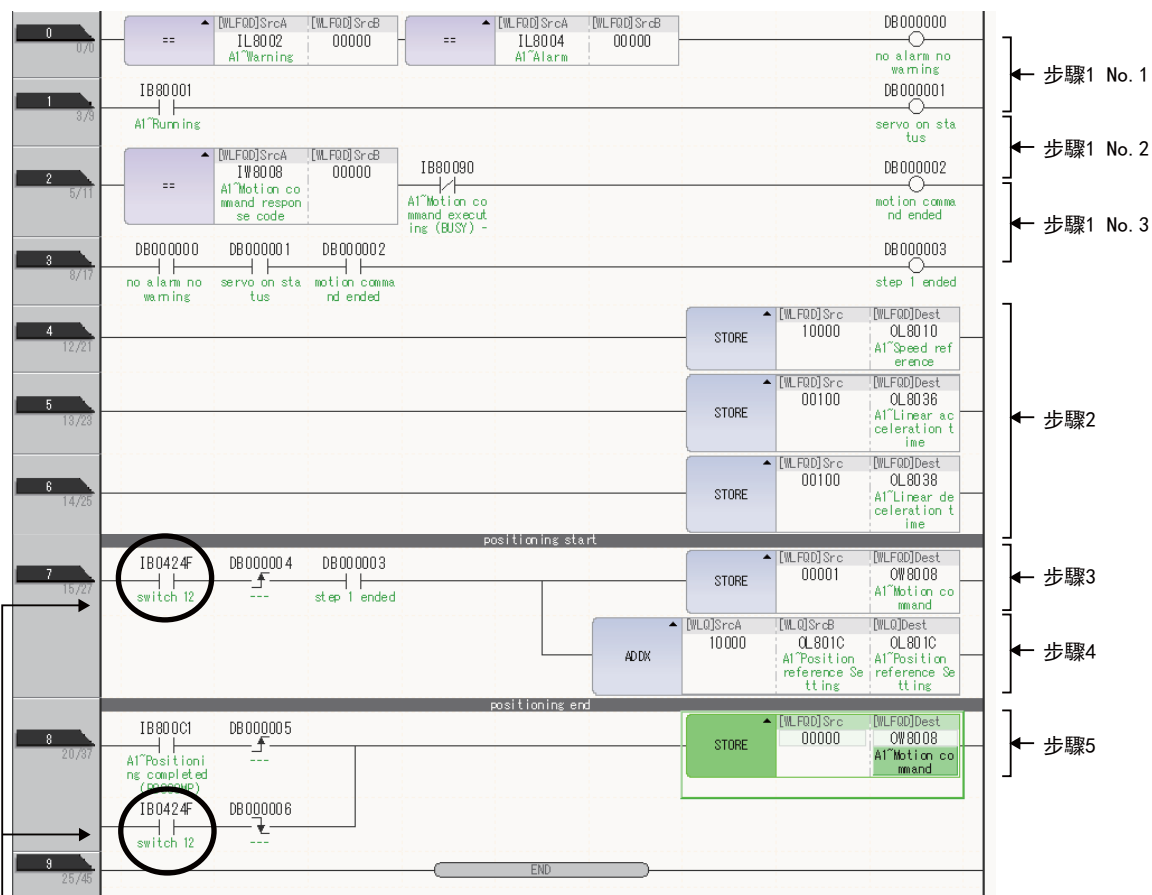 [WLFQD]SrcA [WLFQD]SrcB [WLFQD]SrcA [WLFQD]SrcB DB000000
0 == IL8002 00000 == IL8004 00000
0/0 A1~Warning A1~Alarm no alarm no
warning
步驟1 No.1
IB80001 DB000001
1
3/9 A1~Running servo on sta
tus
步驟1 No.2
[WLFQD]SrcA [WLFQD]SrcB
IW8008 00000 IB80090 DB000002
2 ==
5/11 A1~Motion co
mmand respon
se code
A1~Motion co
mmand execut
ing (BUSY) -
motion comma
nd ended
步驟1 No.3
DB000000 DB000001 DB000002 DB000003
3
8/17 no alarm no
warning
servo on sta
tus
motion comma
nd ended
step 1 ended
[WLFQD]Src [WLFQD]Dest
4 STORE 10000 OL8010
12/21 A1~Speed ref
erence
[WLFQD]Src [WLFQD]Dest
5 STORE 00100 OL8036
13/23 A1~Linear ac
celeration t
ime
步驟2
[WLFQD]Src [WLFQD]Dest
6 STORE 00100 OL8038
14/25 A1~Linear de
celeration t
ime
positioning start
IB0424F DB000004 DB000003 [WLFQD]Src [WLFQD]Dest
7 STORE 00001 OW8008
15/27 switch 12 --- step 1 ended A1~Motion co
mmand
步驟3
[WLQ]SrcA [WLQ]SrcB [WLQ]Dest
ADDX 10000 OL801C OL801C
A1~Position
reference Se
tting
A1~Position
reference Se
tting
步驟4
positioning end
IB800C1 DB000005 [WLFQD]Src [WLFQD]Dest
8 STORE 00000 OW8008
20/37 A1~Positioni
ng completed
(POSCOMP)
--- A1~Motion co
mmand
步驟5
IB0424F DB000006
switch 12 ---
9 END
25/45